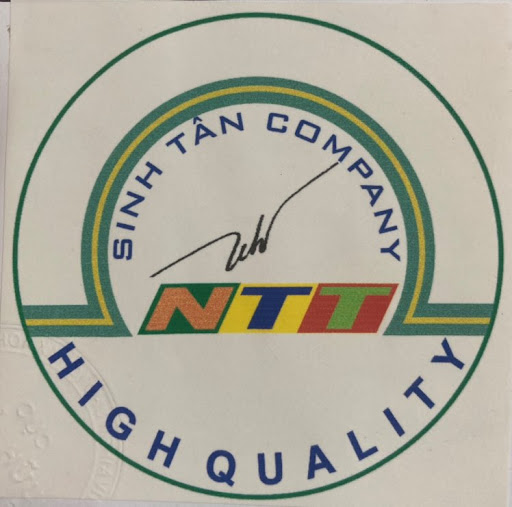 SINH TÂN COMPANY
NTT
HIGH QUALITY